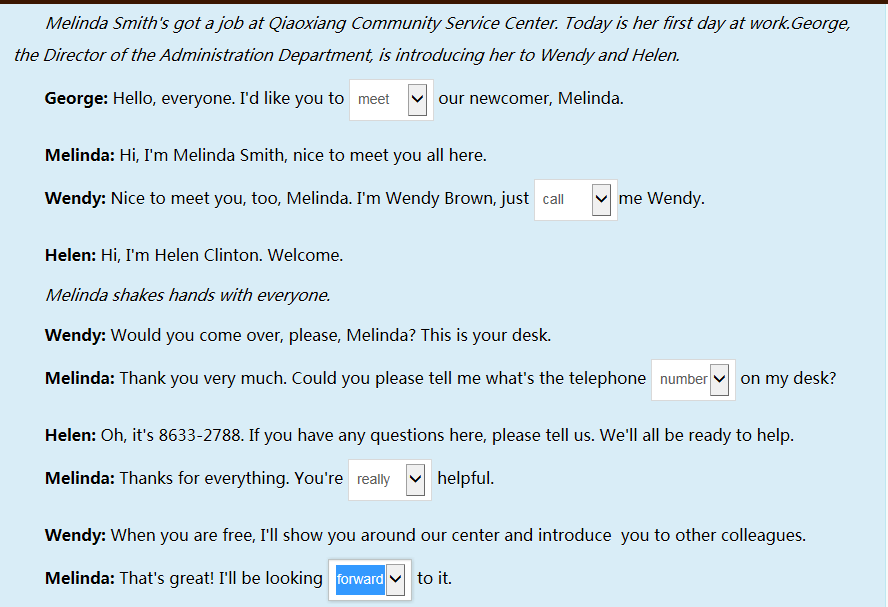 Melinda Smith's got a job at Qiaoxiang Community Service Center. Today is her first day at work.George,
the Director of the Administration Department, is introducing her to Wendy and Helen.
George: Hello, everyone. I'd like you to meet our newcomer, Melinda.
Melinda: Hi, I'm Melinda Smith, nice to meet you all here.
Wendy: Nice to meet you, too, Melinda. I'm Wendy Brown, just call me Wendy.
Helen: Hi, I'm Helen Clinton. Welcome.
Melinda shakes hands with everyone.
Wendy: Would you come over, please, Melinda? This is your desk.
Melinda: Thank you very much. Could you please tell me what's the telephone number on my desk?
Helen: Oh, it's 8633-2788. If you have any questions here, please tell us. We'll all be ready to help.
Melinda: Thanks for everything. You're really helpful.
Wendy: When you are free, I'll show you around our center and introduce you to other colleagues.
Melinda: That's great! I'll be looking forward to it.